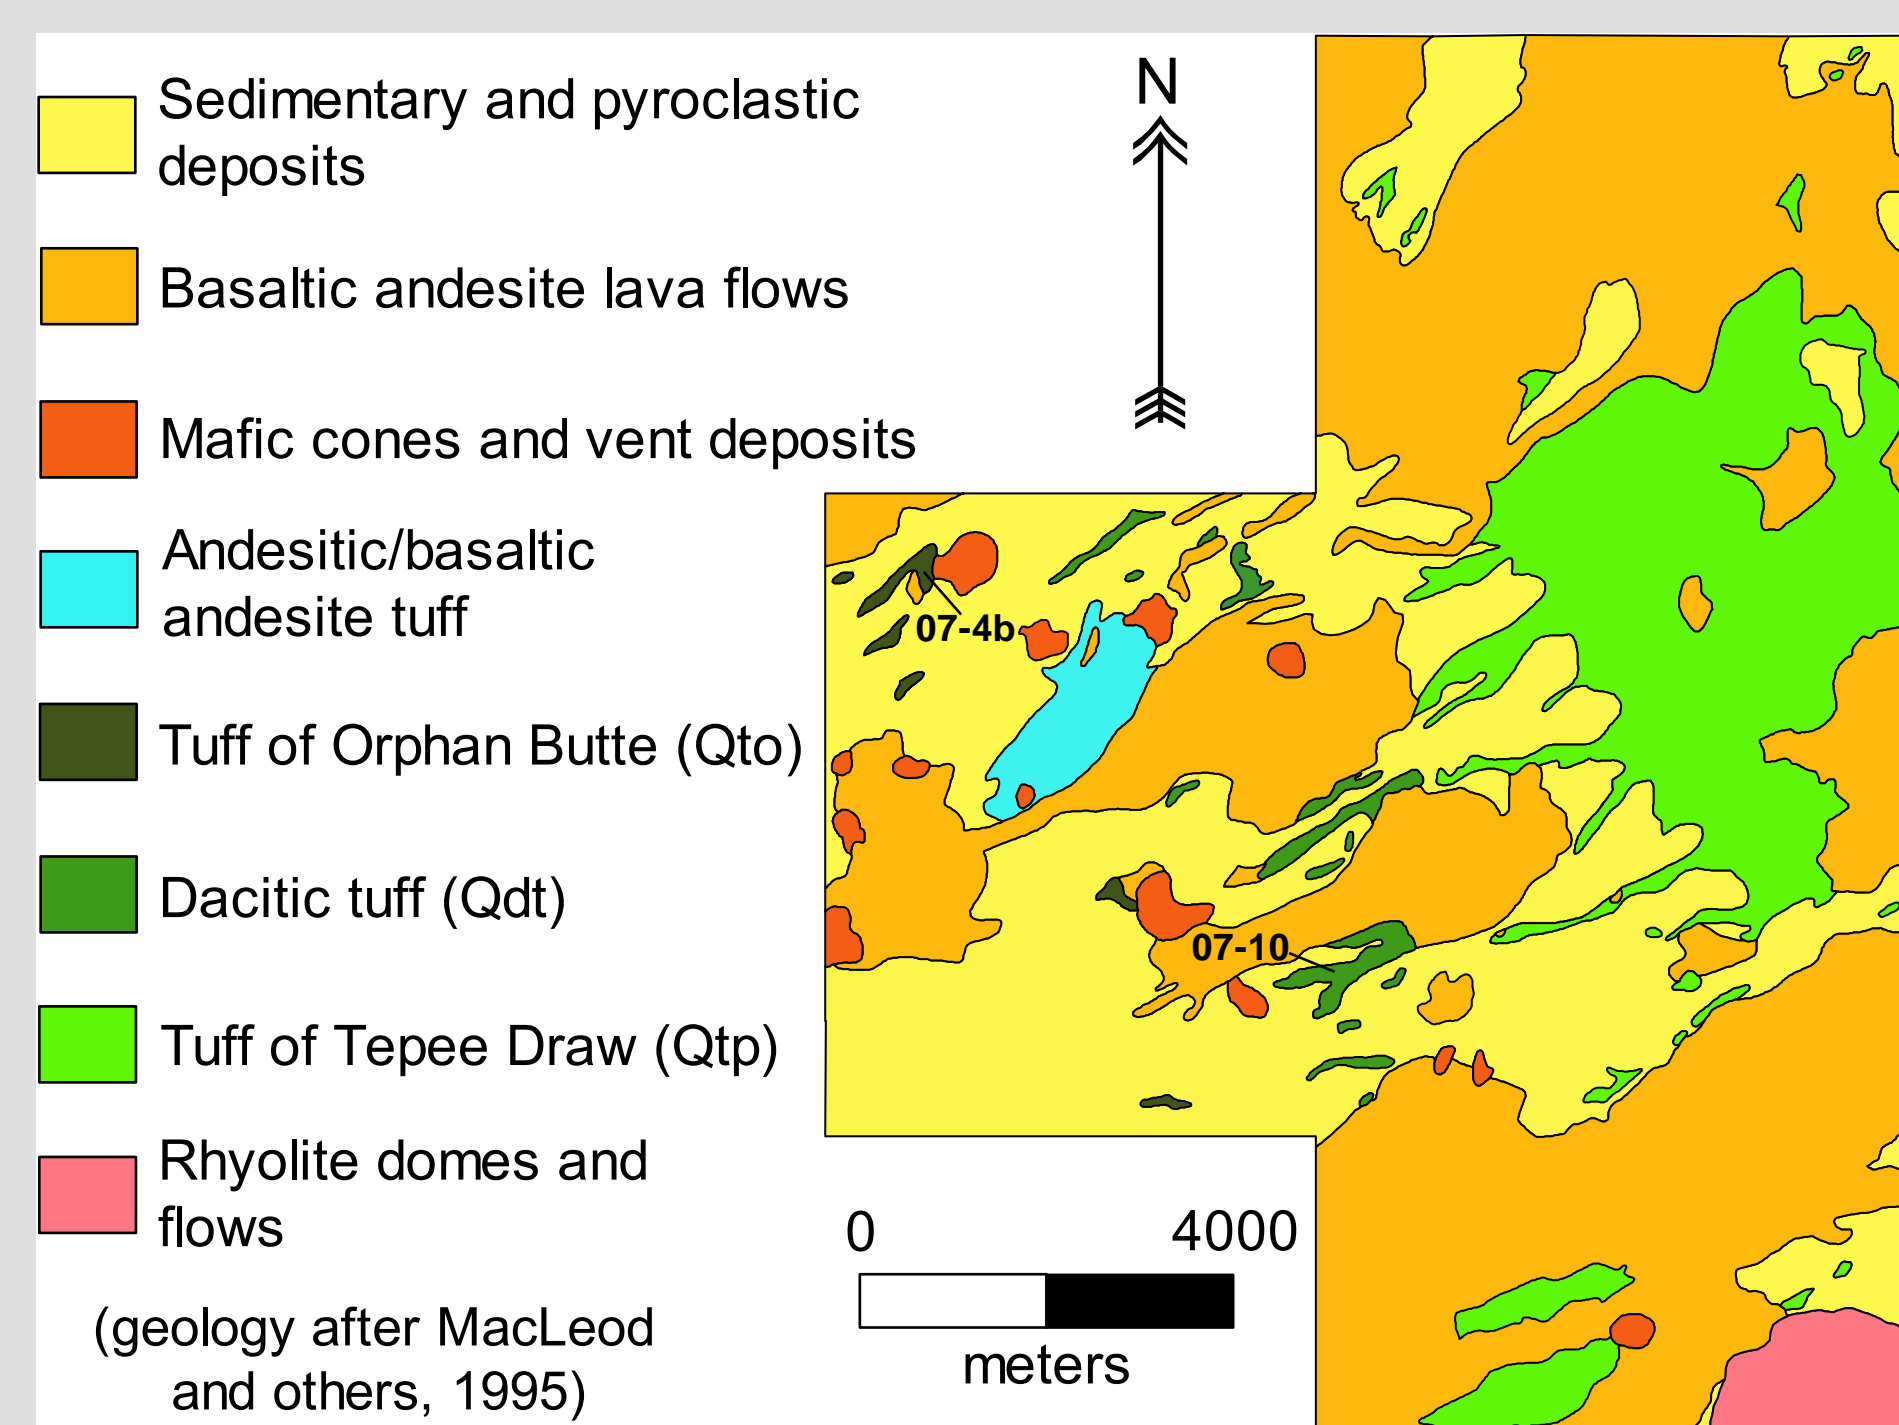 Sedimentary and pyroclastic
deposits
Basaltic andesite lava flows
Mafic cones and vent deposits
Andesitic/basaltic
andesite tuff
Tuff of Orphan Butte (Qto)
Dacitic tuff (Qdt)
Tuff of Tepee Draw (Qtp)
Rhyolite domes and
flows
(geology after MacLeod
and others, 1995)
N
07-4b
07-10
0 4000
meters